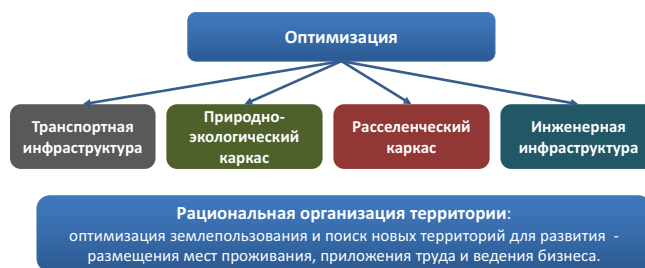 Оптимизация
Транспортная
инфраструктура
Природно-
экологический
каркас
Расселенческий
каркас
Инженерная
инфраструктура
Рациональная организация территории:
оптимизация землепользования и поиск новых территорий для развития -
размещения мест проживания, приложения труда и ведения бизнеса.